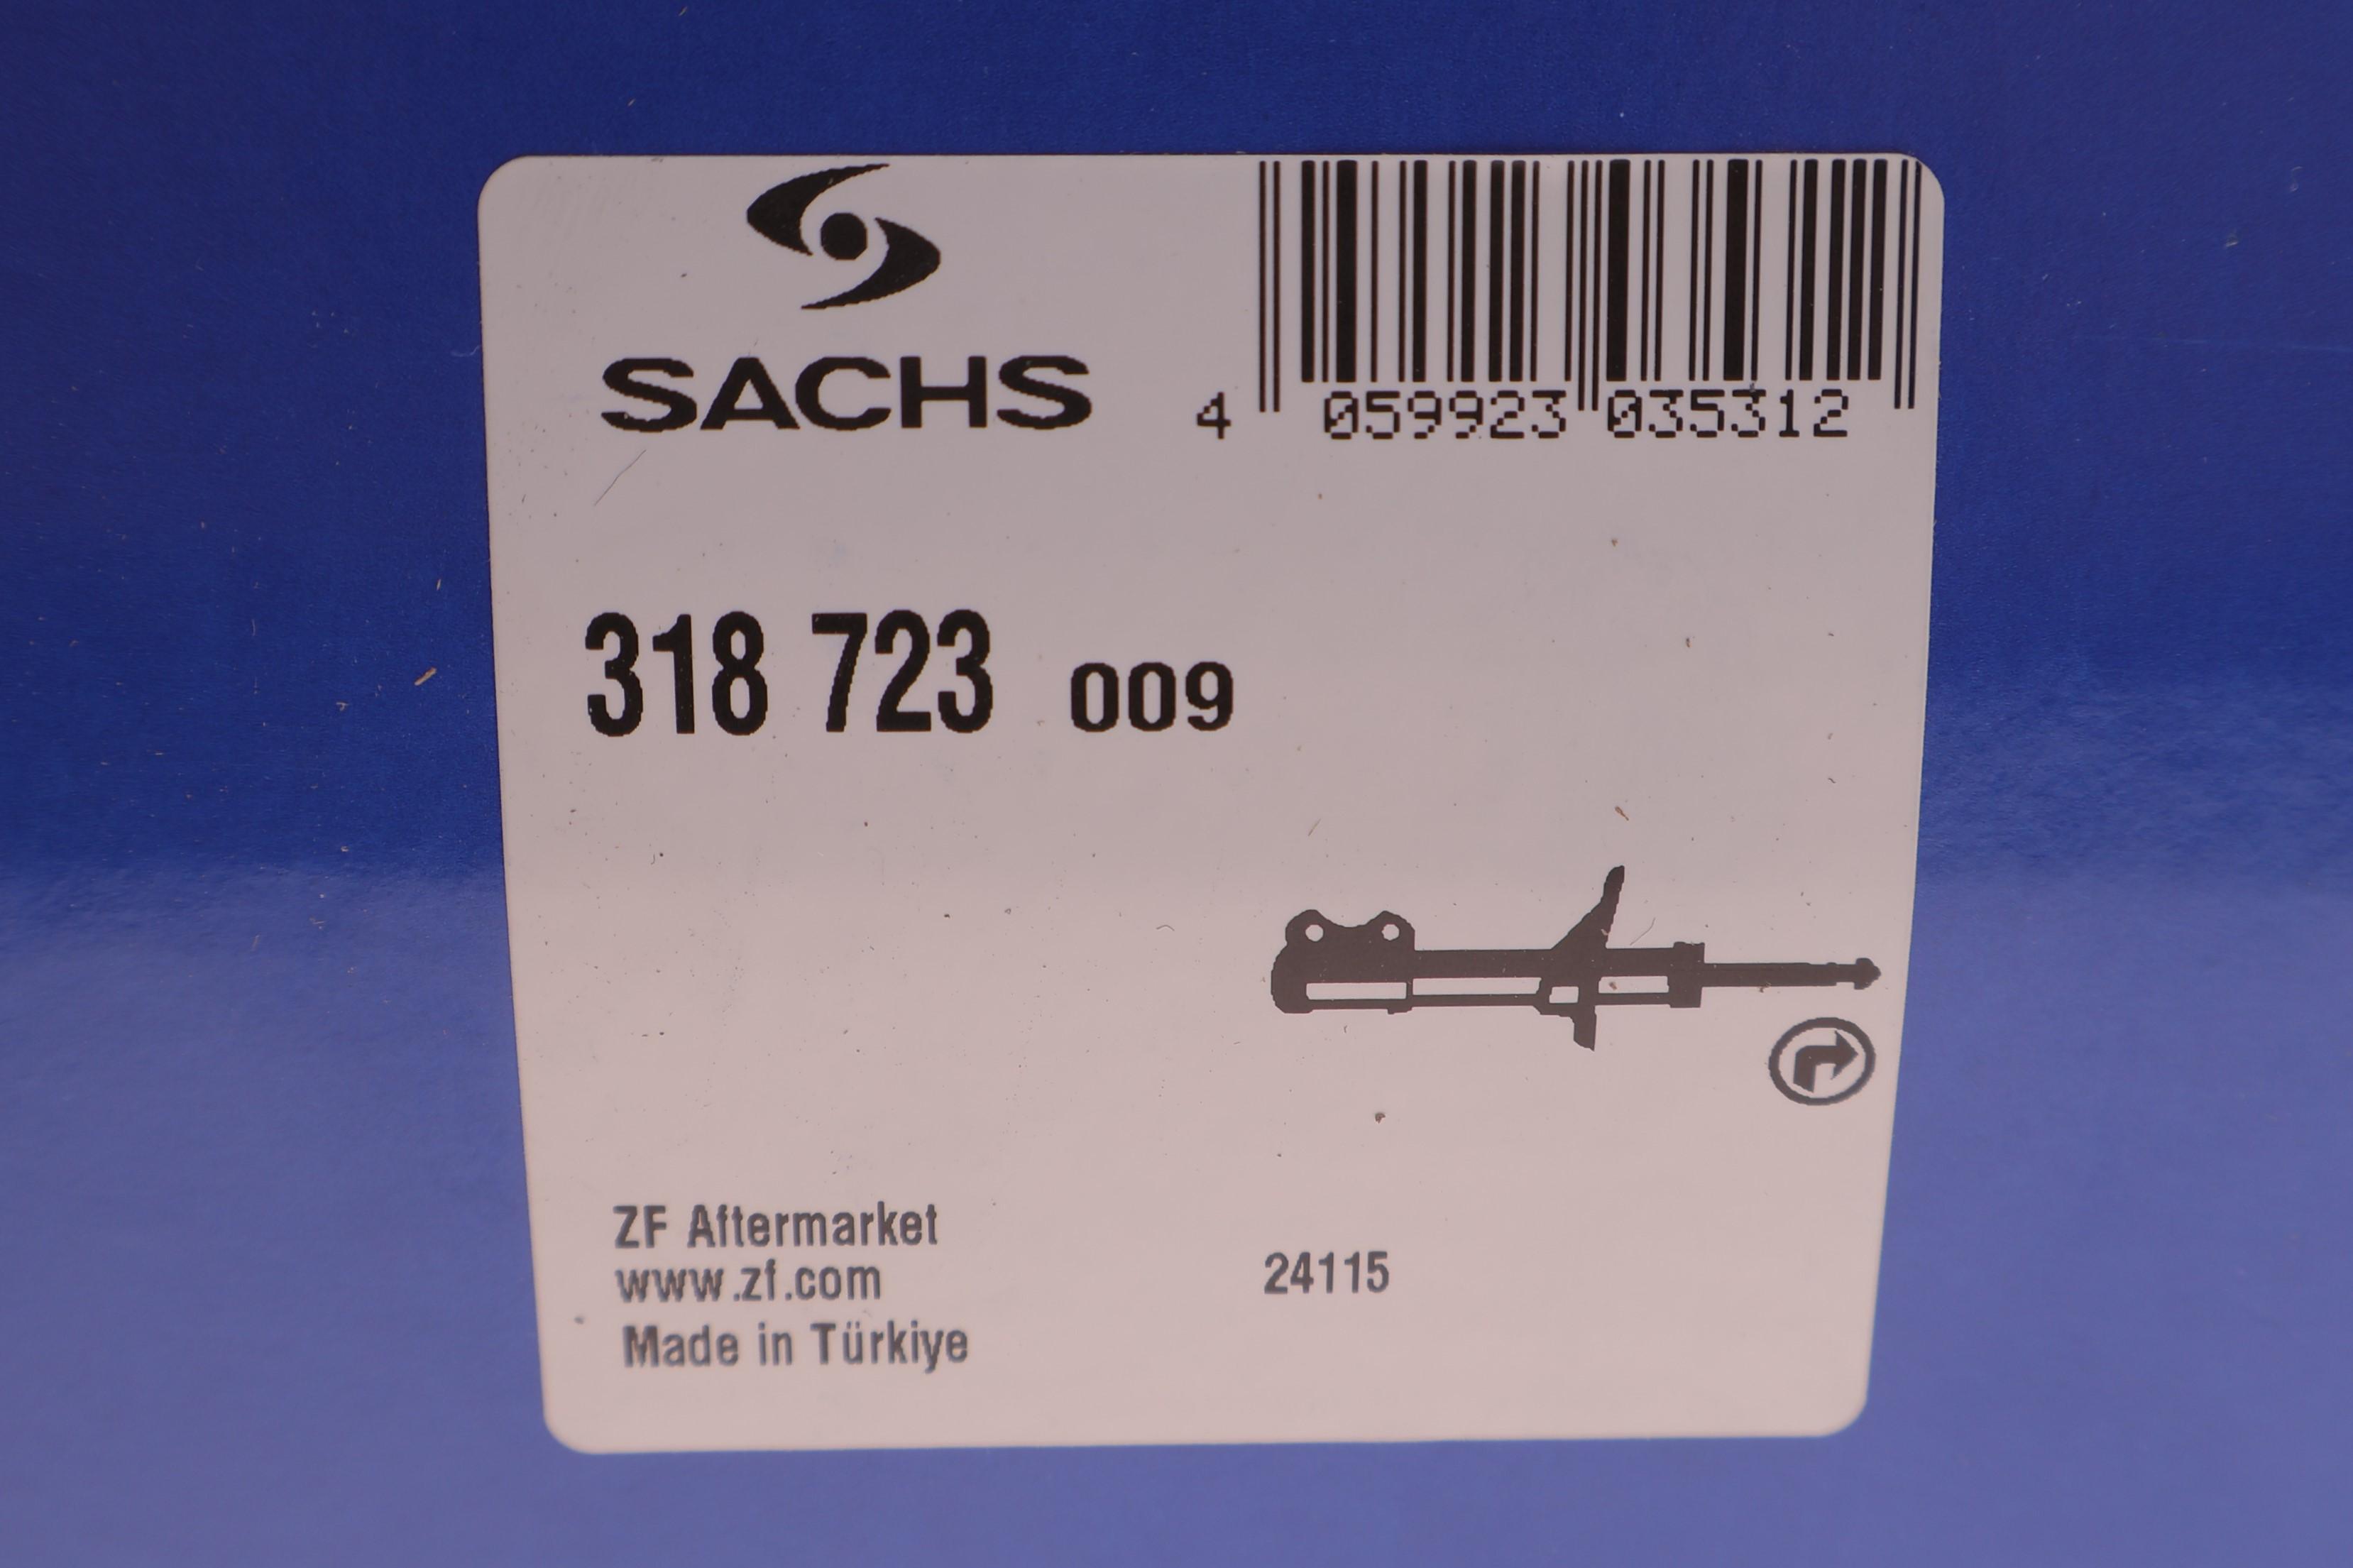 SACHS
4 059923 035312
318 723 009
ZF Aftermarket
www.zf.com
24115
Made in Türkiye